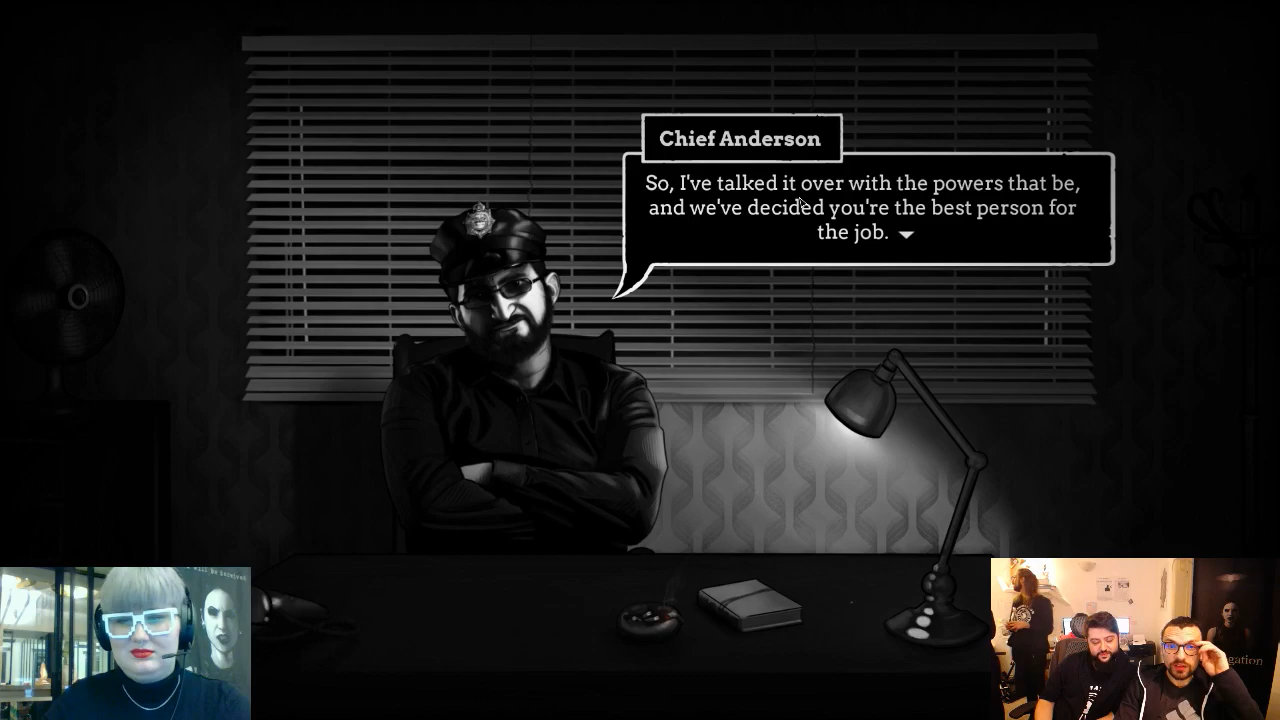 Chief Anderson
So, I've talked it over with the powers that be,
and we've decided you're the best person for
the job.
gation